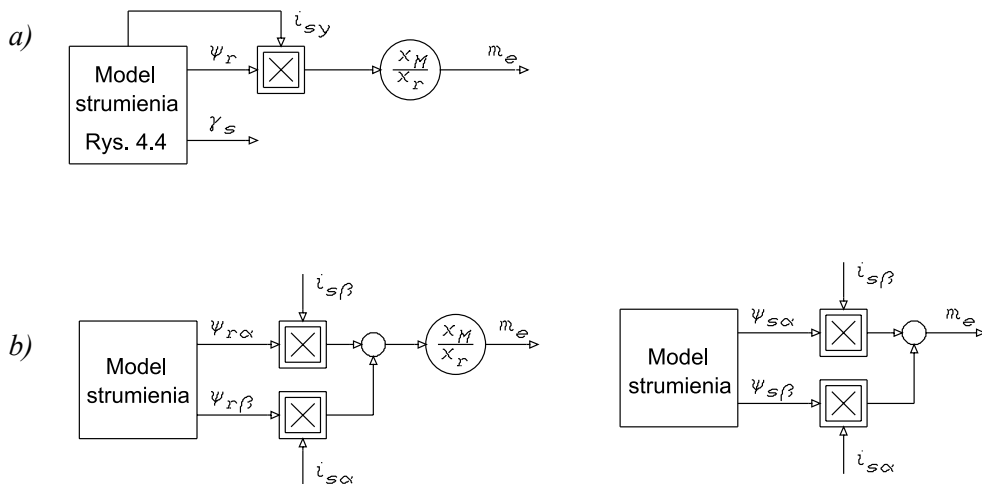 a)
i_sy
Model
strumienia
Rys. 4.4
ψ_r
x_M
x_r
m_e
γ_s
b)
i_sβ
Model
strumienia
ψ_rα
x_M
x_r
m_e
ψ_rβ
i_sα
i_sβ
Model
strumienia
ψ_sα
m_e
ψ_sβ
i_sα